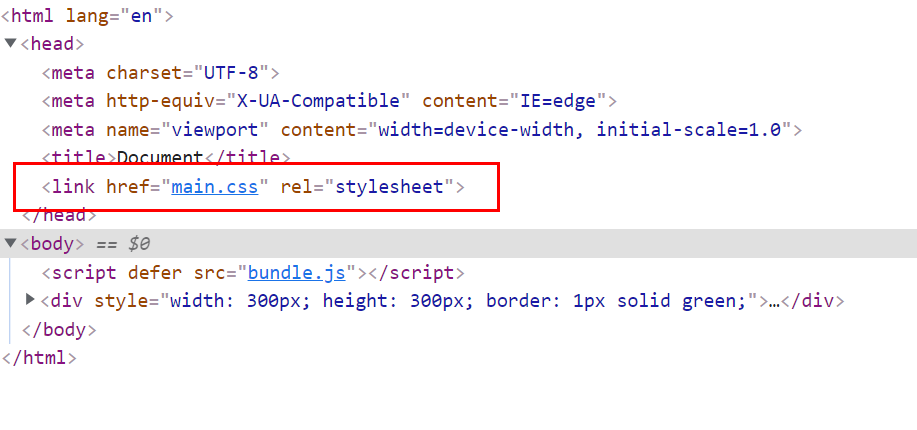 <html lang="en">
▼<head>
<meta charset="UTF-8">
<meta http-equiv="X-UA-Compatible" content="IE=edge">
<meta name="viewport" content="width=device-width, initial-scale=1.0">
<title>Document</title>
<link href="main.css" rel="stylesheet">
</head>
▼<body> == $0
<script defer src="bundle.js"></script>
▶<div style="width: 300px; height: 300px; border: 1px solid green;">…</div>
</body>
</html>